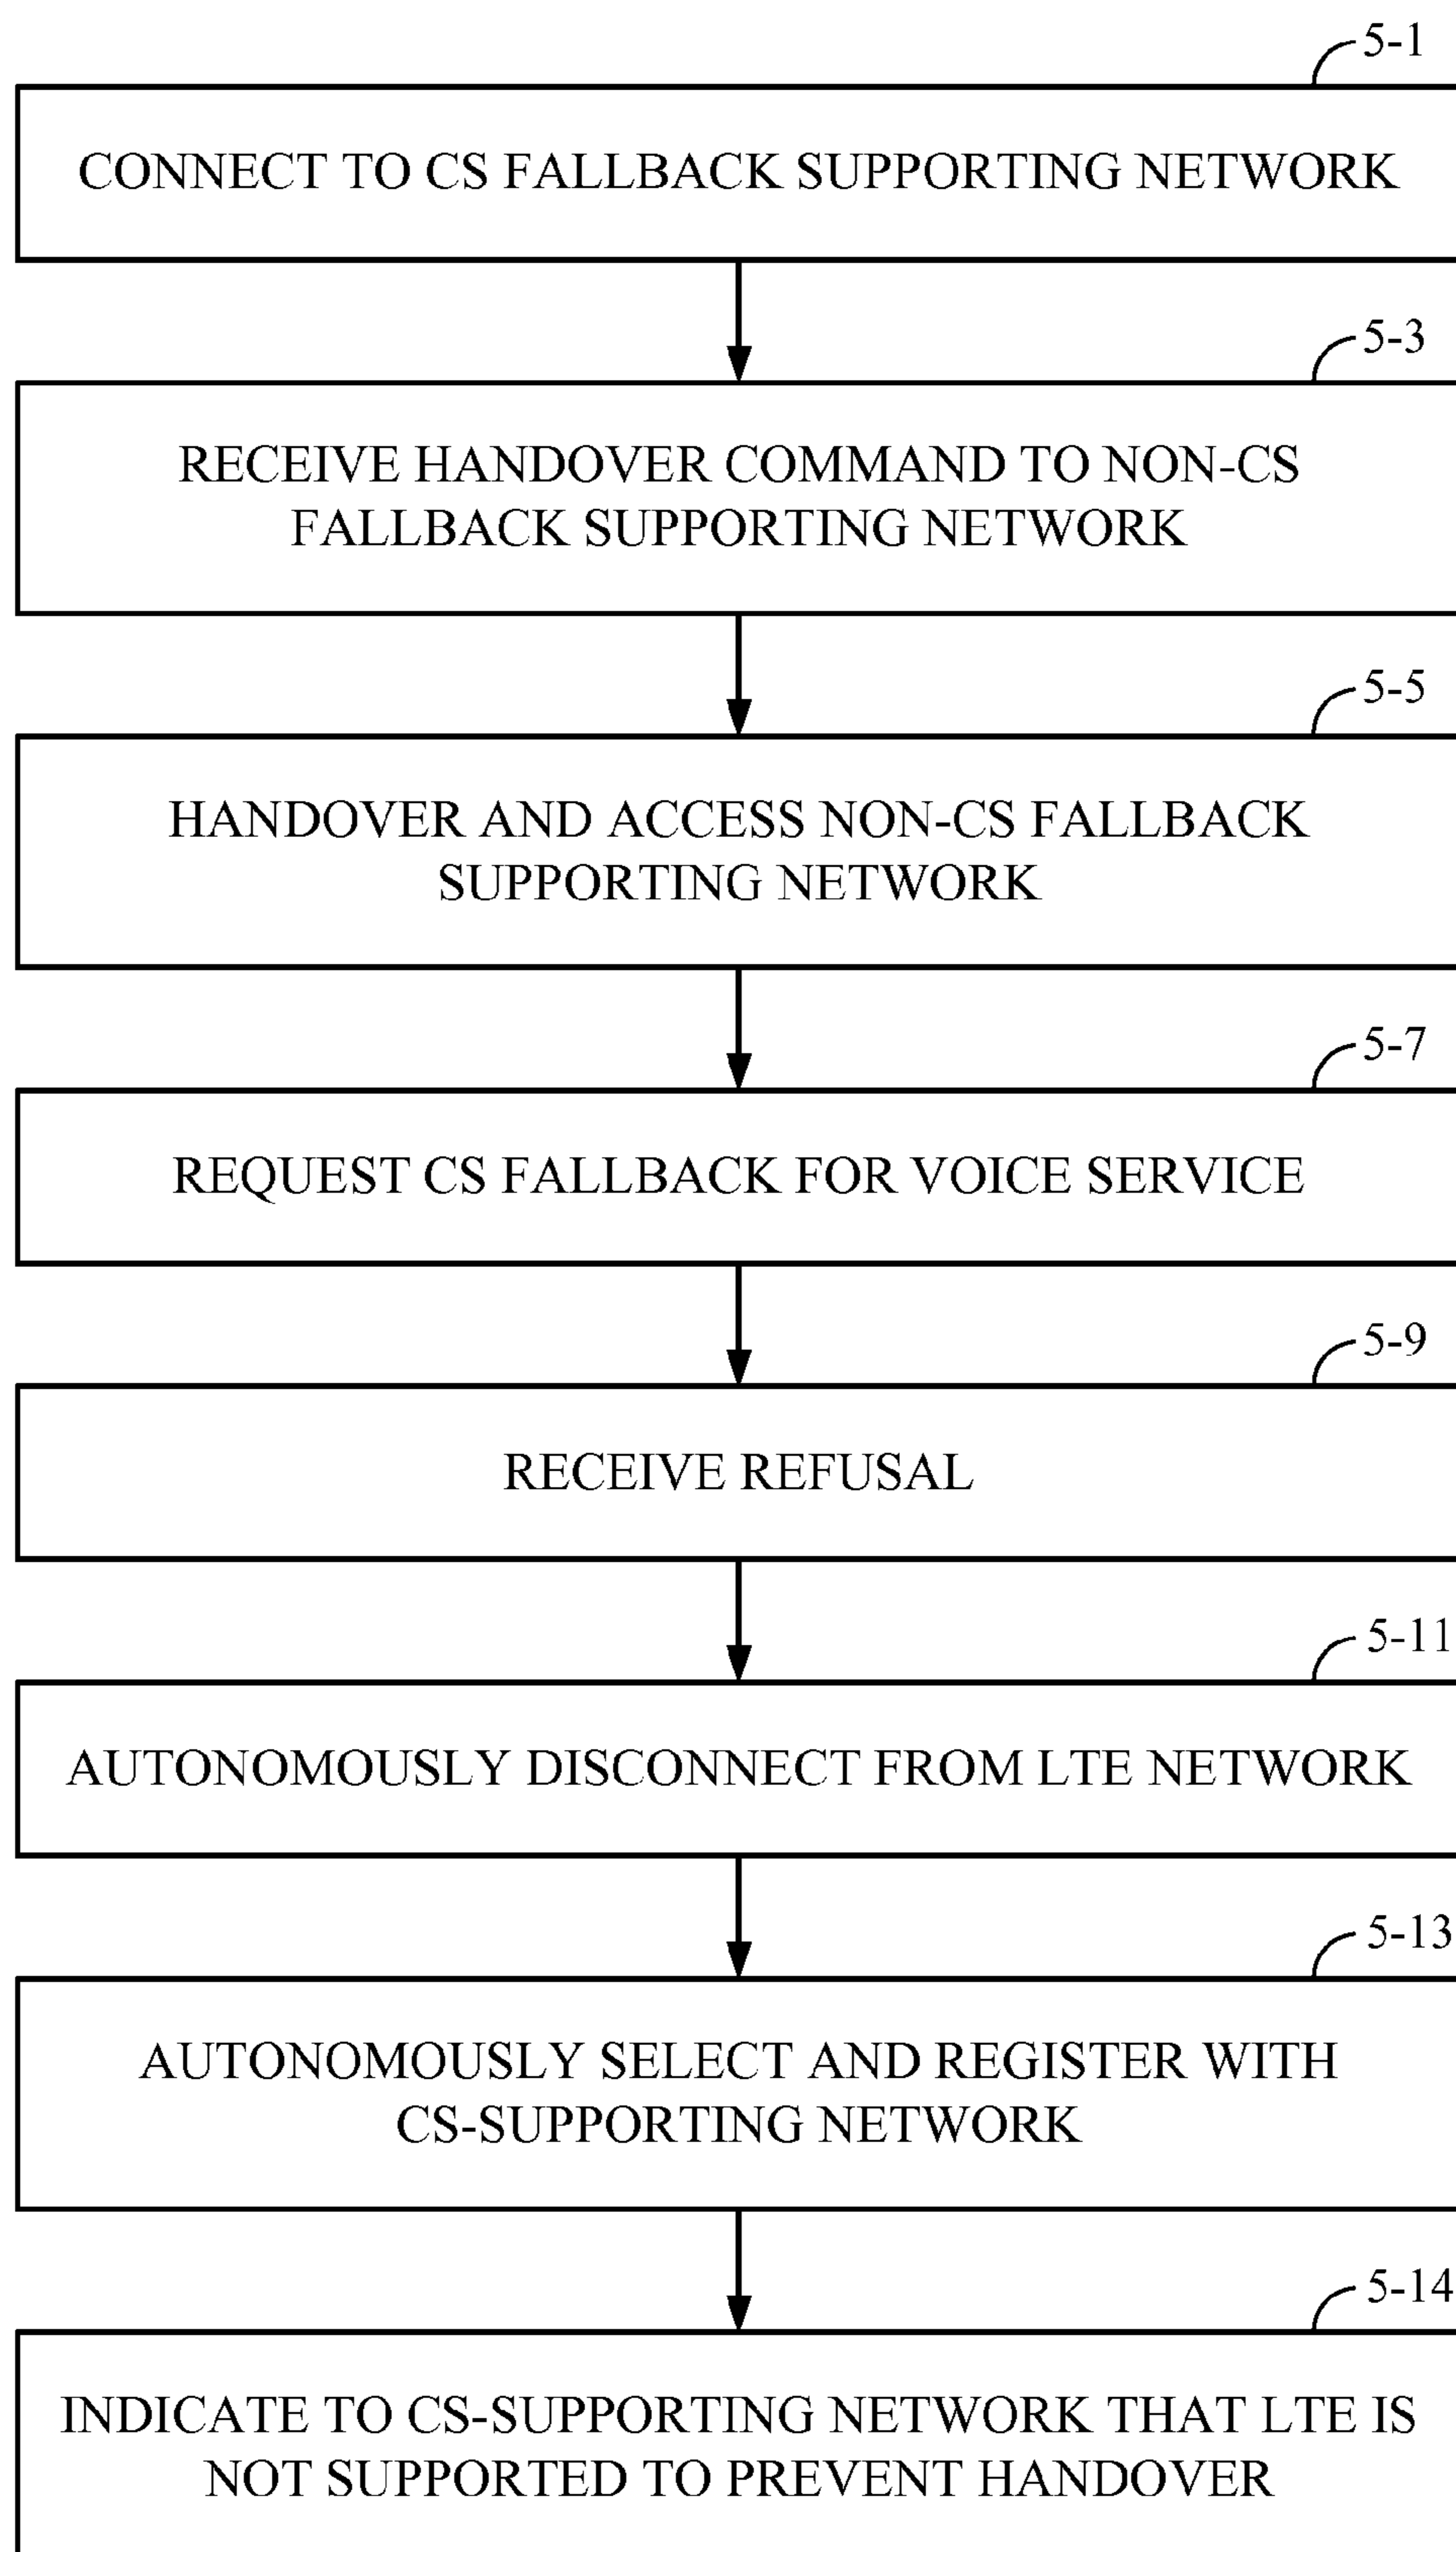 5-1
CONNECT TO CS FALLBACK SUPPORTING NETWORK
5-3
RECEIVE HANDOVER COMMAND TO NON-CS
FALLBACK SUPPORTING NETWORK
5-5
HANDOVER AND ACCESS NON-CS FALLBACK
SUPPORTING NETWORK
5-7
REQUEST CS FALLBACK FOR VOICE SERVICE
5-9
RECEIVE REFUSAL
5-11
AUTONOMOUSLY DISCONNECT FROM LTE NETWORK
5-13
AUTONOMOUSLY SELECT AND REGISTER WITH
CS-SUPPORTING NETWORK
5-14
INDICATE TO CS-SUPPORTING NETWORK THAT LTE IS
NOT SUPPORTED TO PREVENT HANDOVER